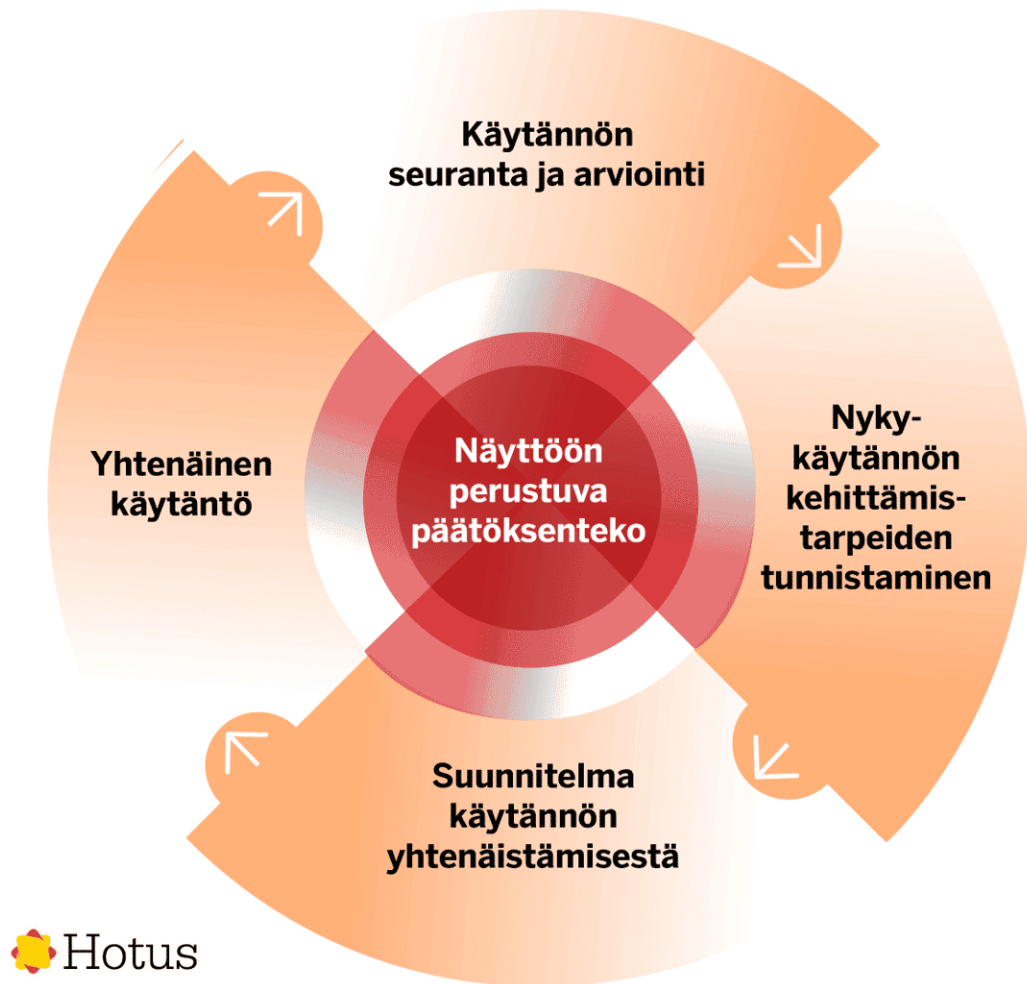 Käytännön
seuranta ja arviointi
Nyky-
käytännön
kehittämis-
tarpeiden
tunnistaminen
Yhtenäinen
käytäntö
Näyttöön
perustuva
päätöksenteko
Suunnitelma
käytännön
yhtenäistämisestä
Hotus